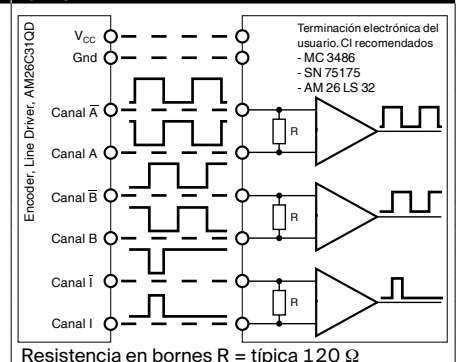 Encoder, Line Driver, AM26C31QD
VCC
Gnd
Canal A̅
Canal A
Canal B̅
Canal B
Canal I̅
Canal I
Terminación electrónica del
usuario. CI recomendados
- MC 3486
- SN 75175
- AM 26 LS 32
R
R
R
Resistencia en bornes R = típica 120 Ω